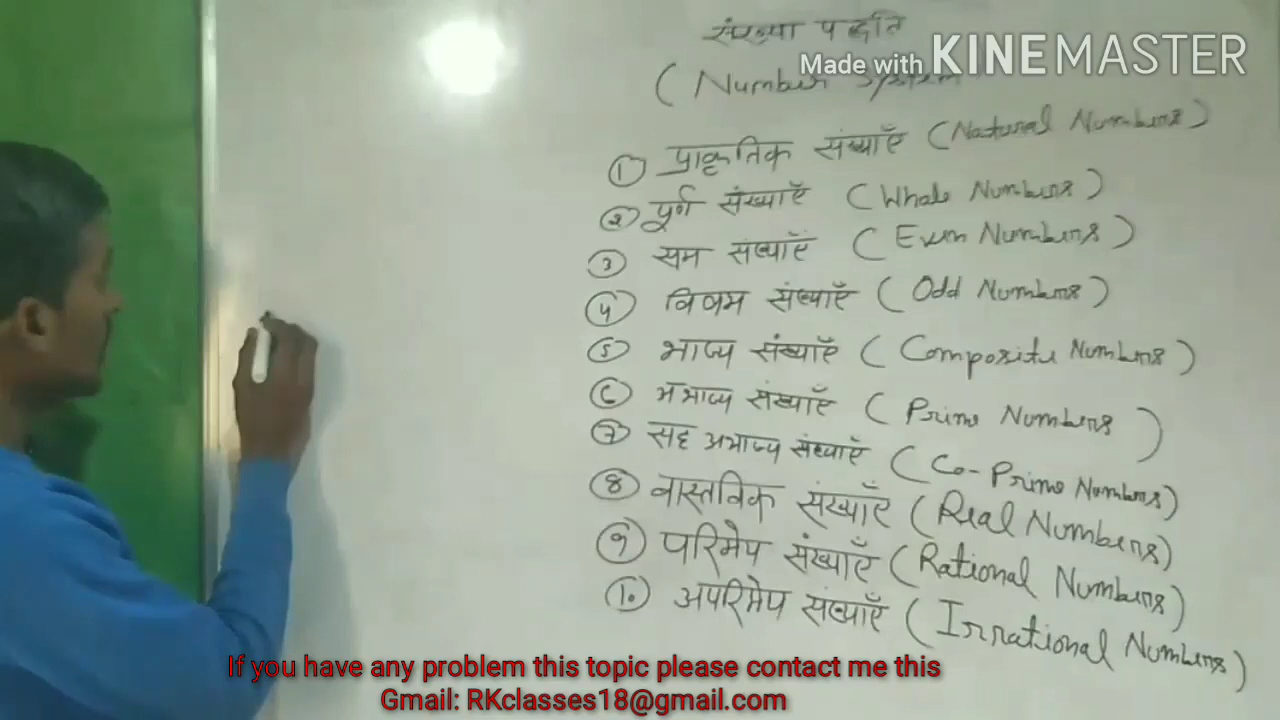 संख्या पद्धति
Made with KINEMASTER
(Number System
① प्राकृतिक संख्याएँ (Natural Numbers)
② पूर्ण संख्याएँ (Whole Numbers)
③ सम संख्याएँ (Even Numbers)
④ विषम संख्याएँ (Odd Numbers)
⑤ भाज्य संख्याएँ (Composite Numbers)
⑥ अभाज्य संख्याएँ (Prime Numbers)
⑦ सह अभाज्य संख्याएँ (Co-Prime Numbers)
⑧ वास्तविक संख्याएँ (Real Numbers)
⑨ परिमेय संख्याएँ (Rational Numbers)
⑩ अपरिमेय संख्याएँ (Irrational Numbers)
If you have any problem this topic please contact me this
Gmail: RKclasses18@gmail.com